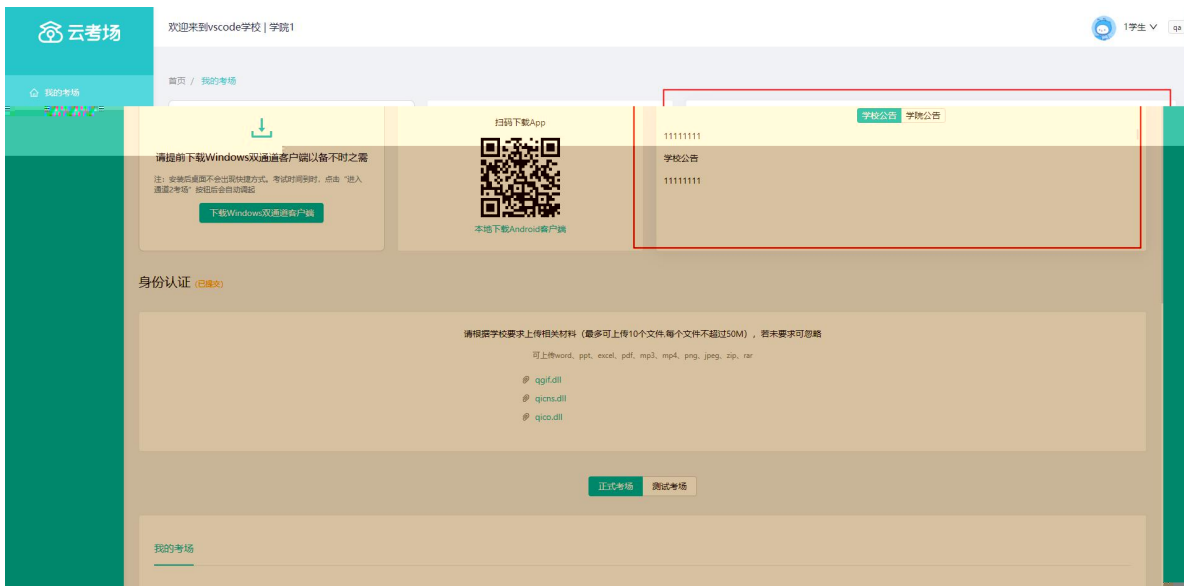 云考场
欢迎来到vscode学校 | 学院1
1学生
qa
首页 / 我的考场
我的考场
学校公告 学院公告
扫码下载App
11111111
请提前下载Windows双通道客户端以备不时之需
学校公告
注：安装后桌面不会出现快捷方式。考试时间到时，点击“进入
通道2考场”按钮后会自动调起
11111111
下载Windows双通道客户端
本地下载Android客户端
身份认证 (已提交)
请根据学校要求上传相关材料（最多可上传10个文件,每个文件不超过50M），若未要求可忽略
可上传word、ppt、excel、pdf、mp3、mp4、png、jpeg、zip、rar
qgif.dll
qicns.dll
qico.dll
正式考场 测试考场
我的考场